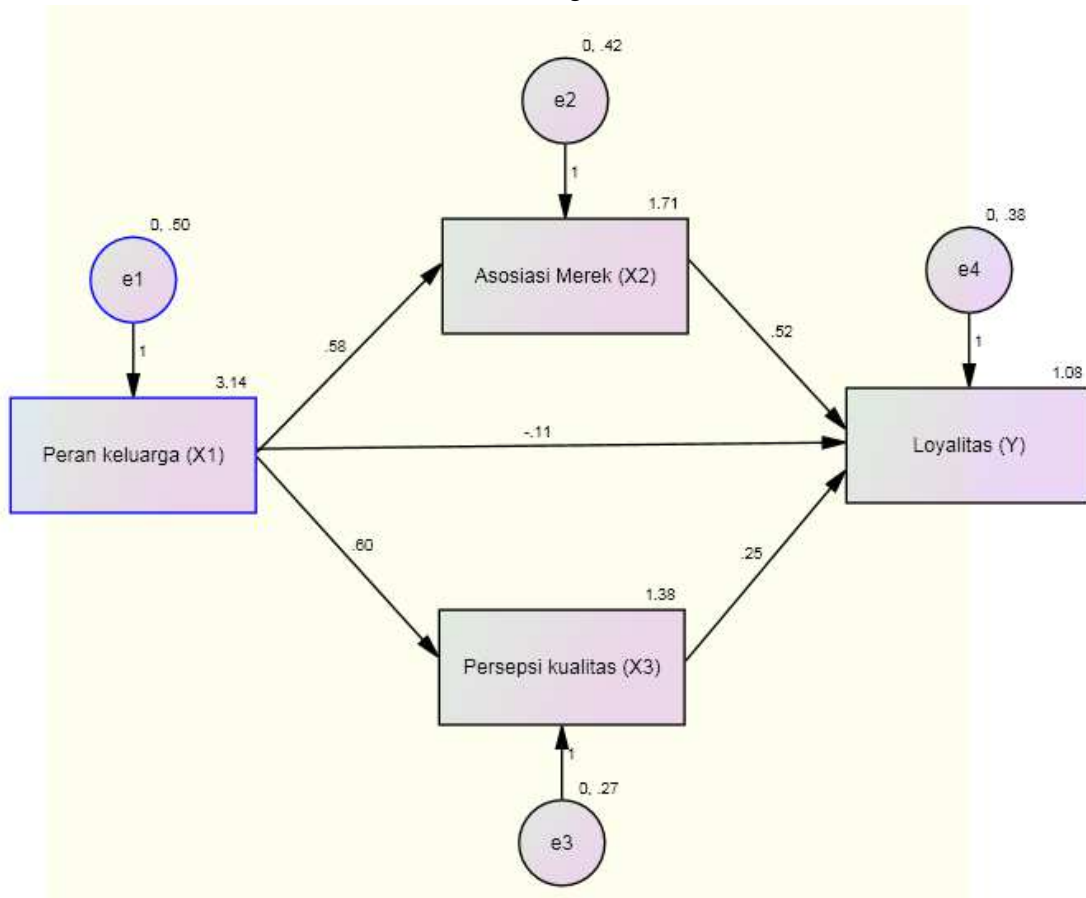 0, .42
e2
1
1.71
Asosiasi Merek (X2)
0, .50
e1
1
3.14
Peran keluarga (X1)
0, .38
e4
1
1.08
Loyalitas (Y)
.58
.52
-.11
.60
.25
1.38
Persepsi kualitas (X3)
1
0, .27
e3